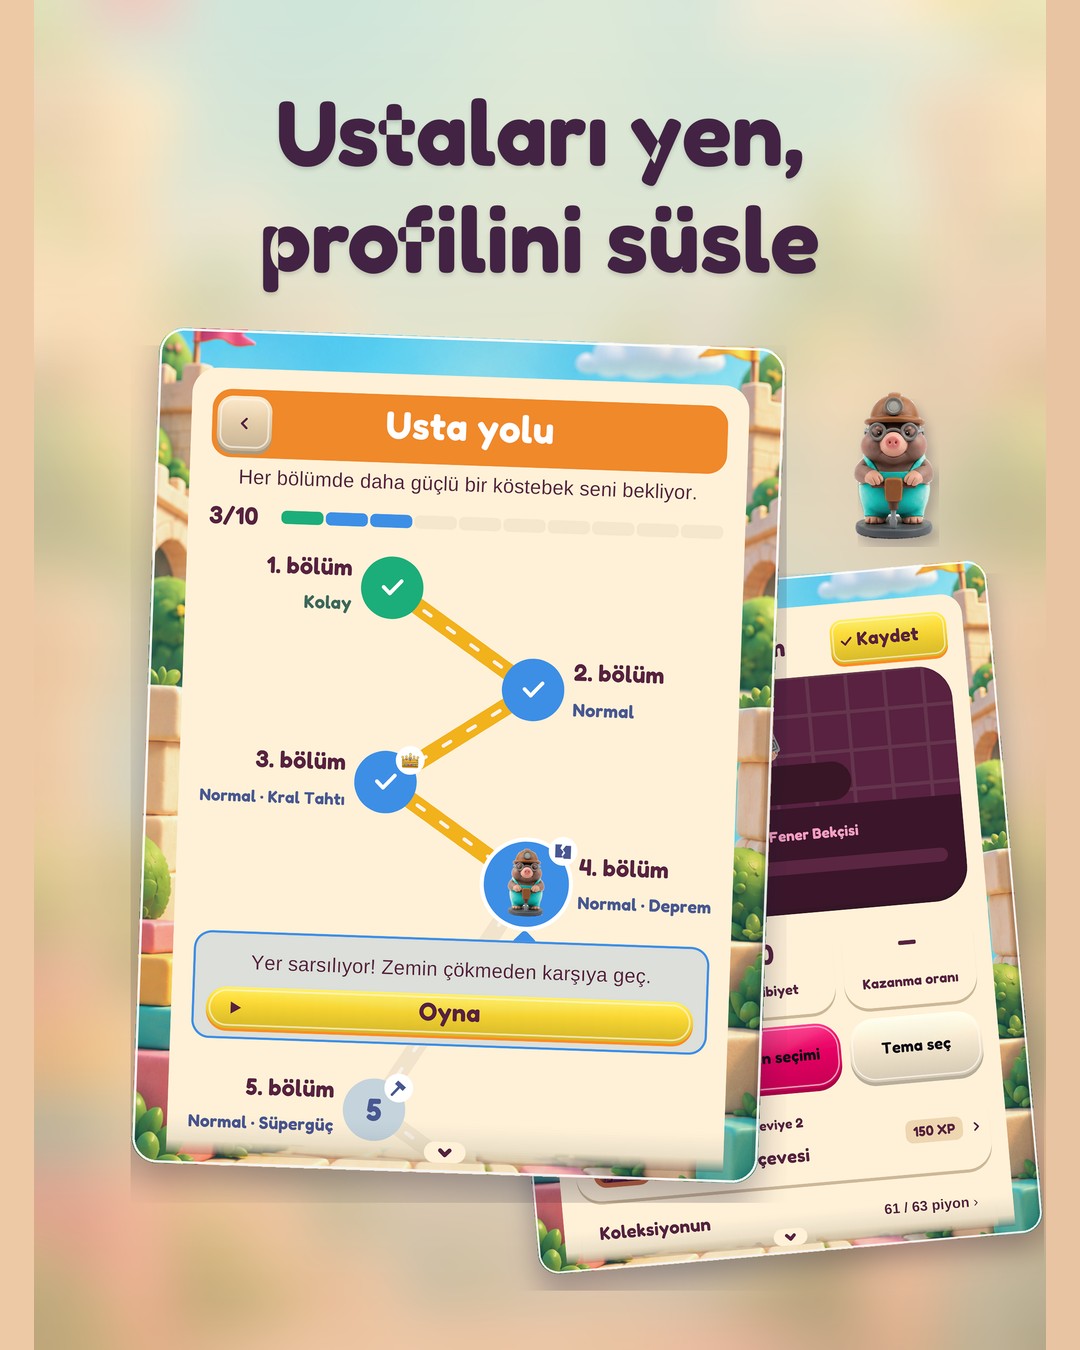 Ustaları yen,
profilini süsle
Usta yolu
Her bölümde daha güçlü bir köstebek seni bekliyor.
3/10
1. bölüm
Kolay
2. bölüm
Normal
3. bölüm
Normal · Kral Tahtı
4. bölüm
Normal · Deprem
Yer sarsılıyor! Zemin çökmeden karşıya geç.
Oyna
5. bölüm
5
Normal · Süpergüç
Kaydet
Fener Bekçisi
Kazanma oranı
seçimi
Tema seç
2
150 XP
61 / 63 piyon ›
Koleksiyonun